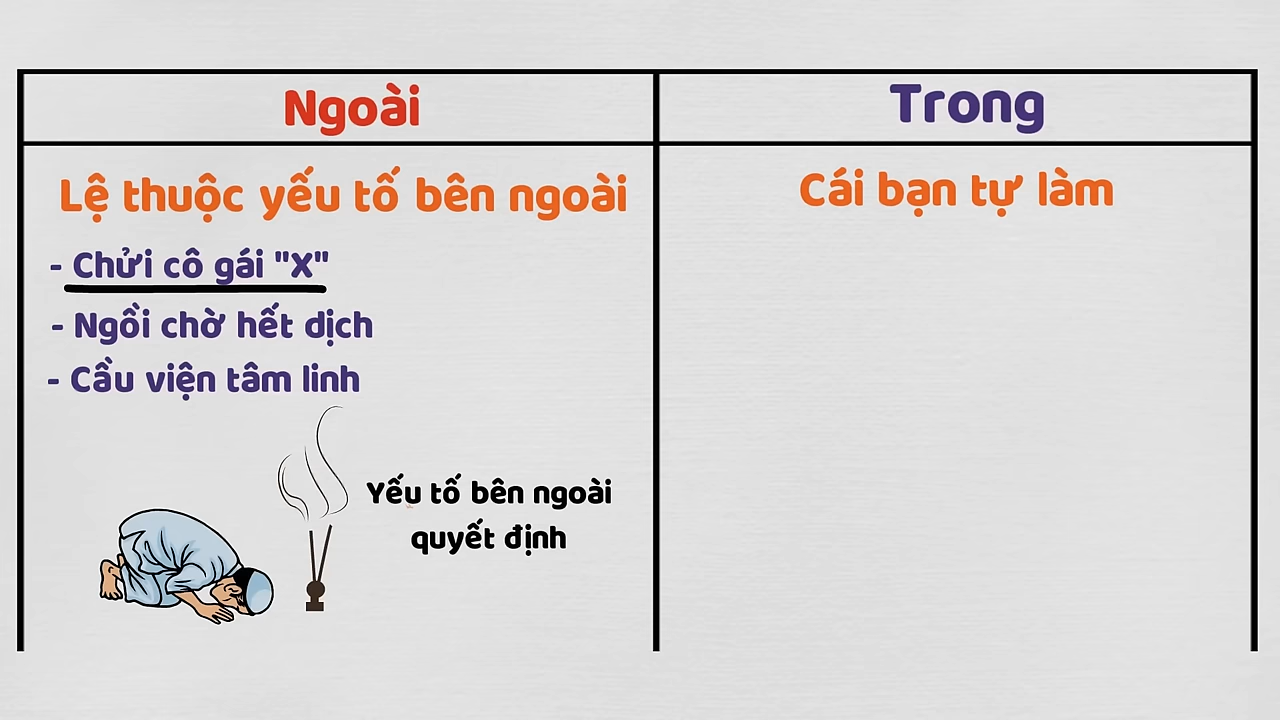 Ngoài
Trong
Lệ thuộc yếu tố bên ngoài
- Chửi cô gái "X"
- Ngồi chờ hết dịch
- Cầu viện tâm linh
Yếu tố bên ngoài
quyết định
Cái bạn tự làm